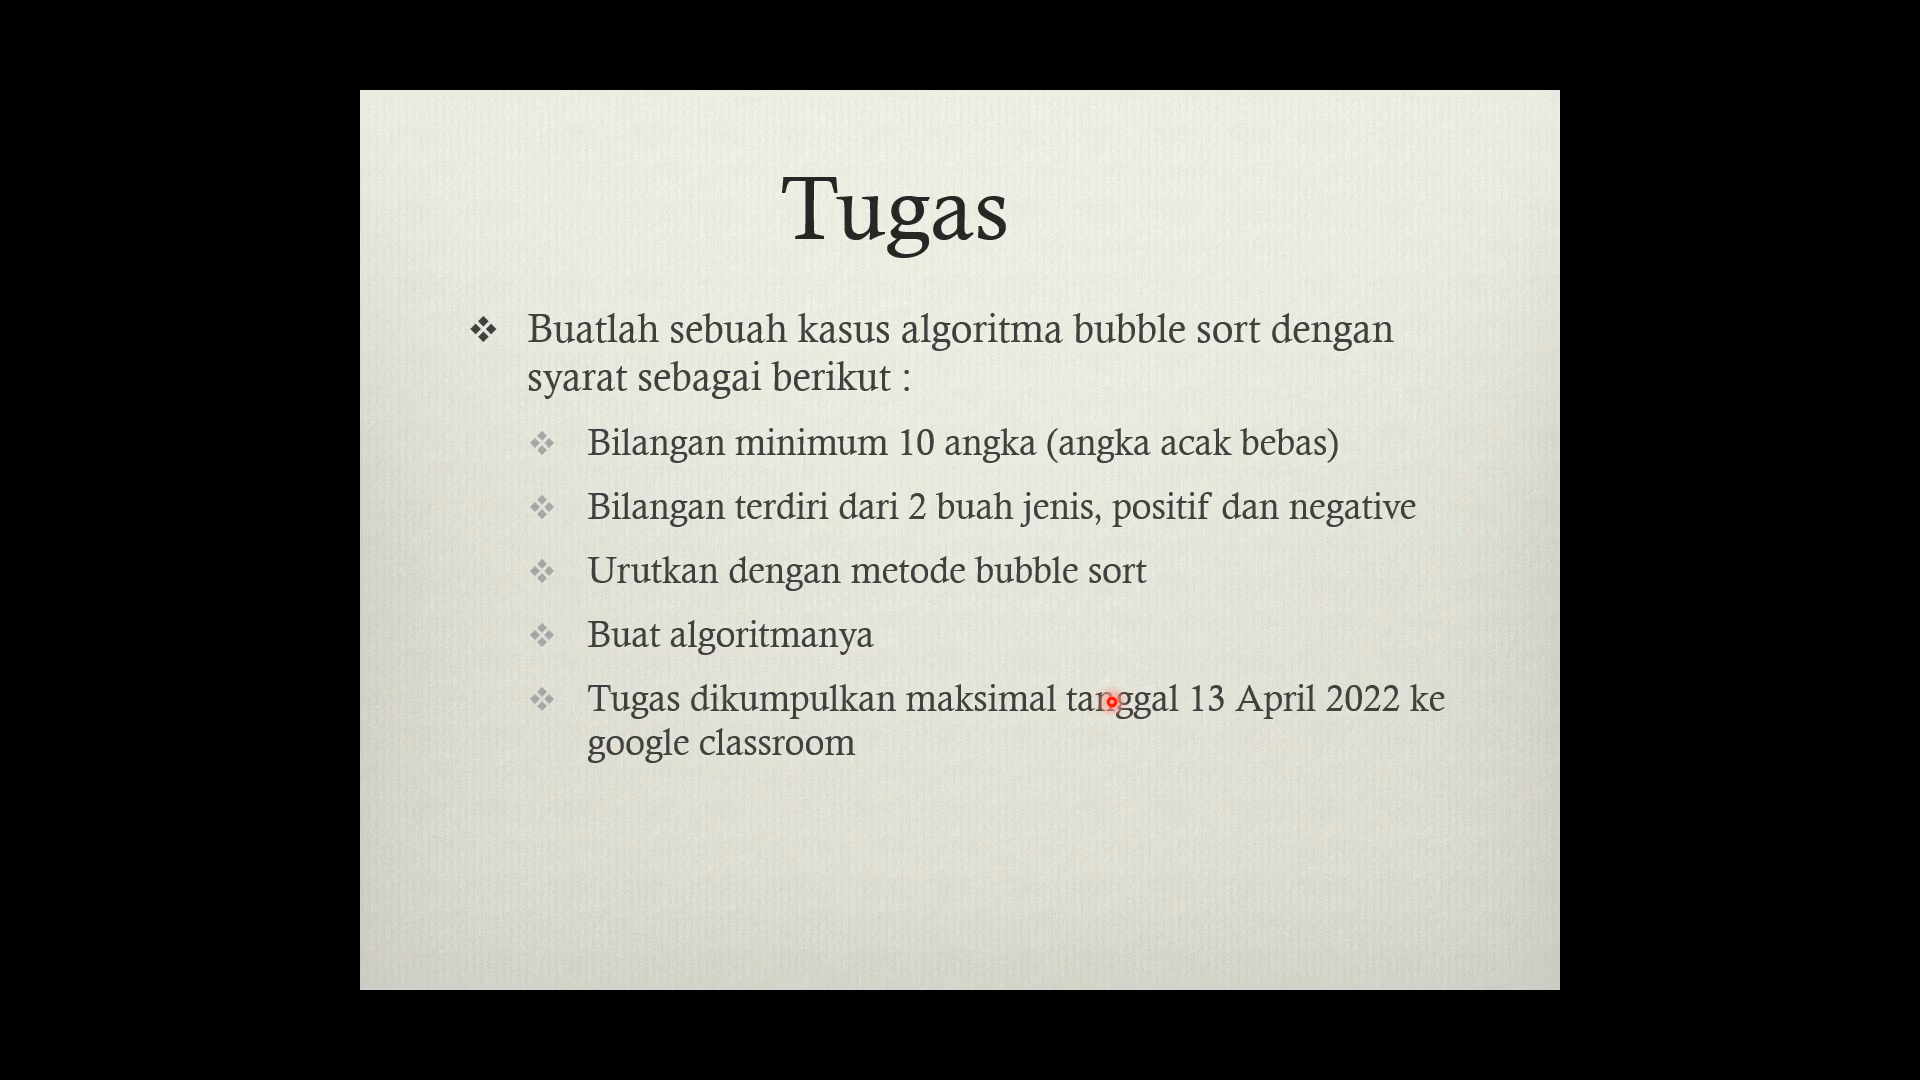 Tugas
Buatlah sebuah kasus algoritma bubble sort dengan
syarat sebagai berikut :
Bilangan minimum 10 angka (angka acak bebas)
Bilangan terdiri dari 2 buah jenis, positif dan negative
Urutkan dengan metode bubble sort
Buat algoritmanya
Tugas dikumpulkan maksimal tanggal 13 April 2022 ke
google classroom